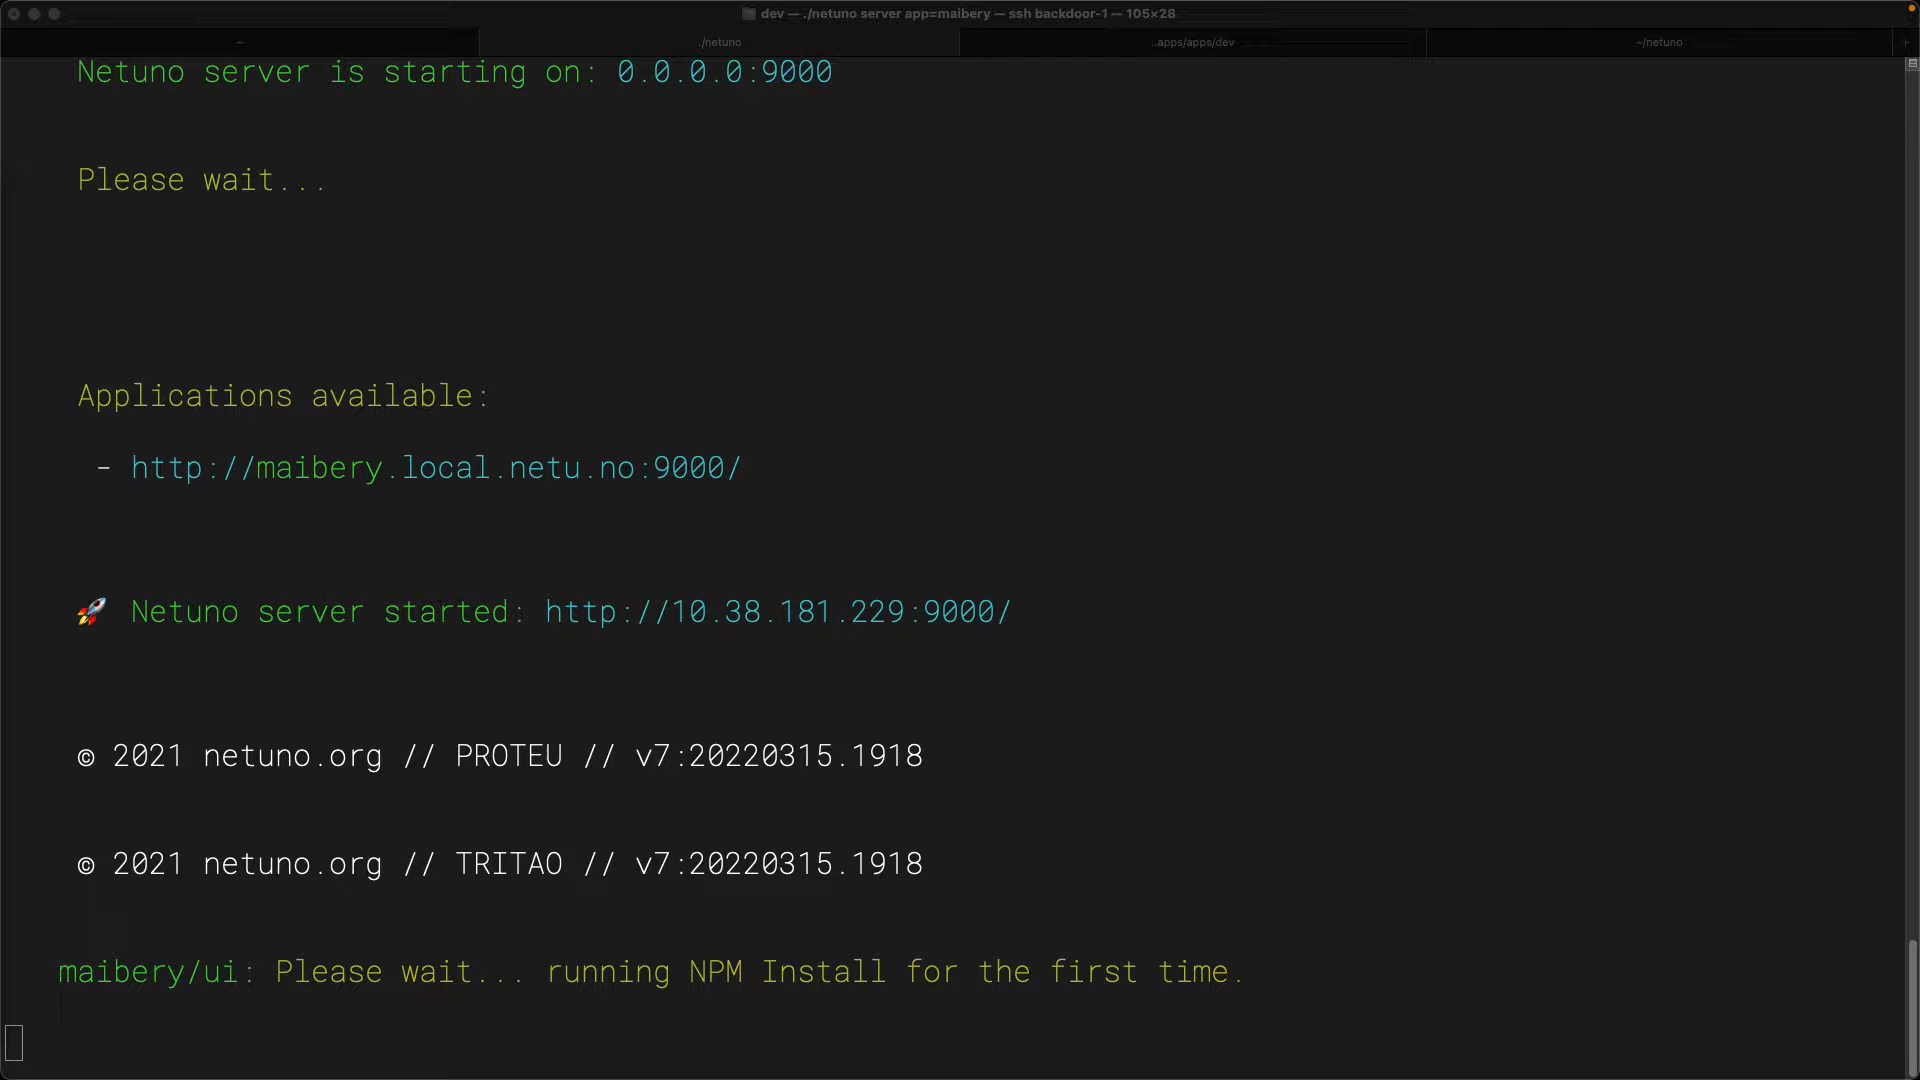 dev — ./netuno server app=maibery — ssh backdoor-1 — 105×28
~ ./netuno ..apps/apps/dev ~/netuno
Netuno server is starting on: 0.0.0.0:9000
Please wait...
Applications available:
- http://maibery.local.netu.no:9000/
🚀 Netuno server started: http://10.38.181.229:9000/
© 2021 netuno.org // PROTEU // v7:20220315.1918
© 2021 netuno.org // TRITAO // v7:20220315.1918
maibery/ui: Please wait... running NPM Install for the first time.